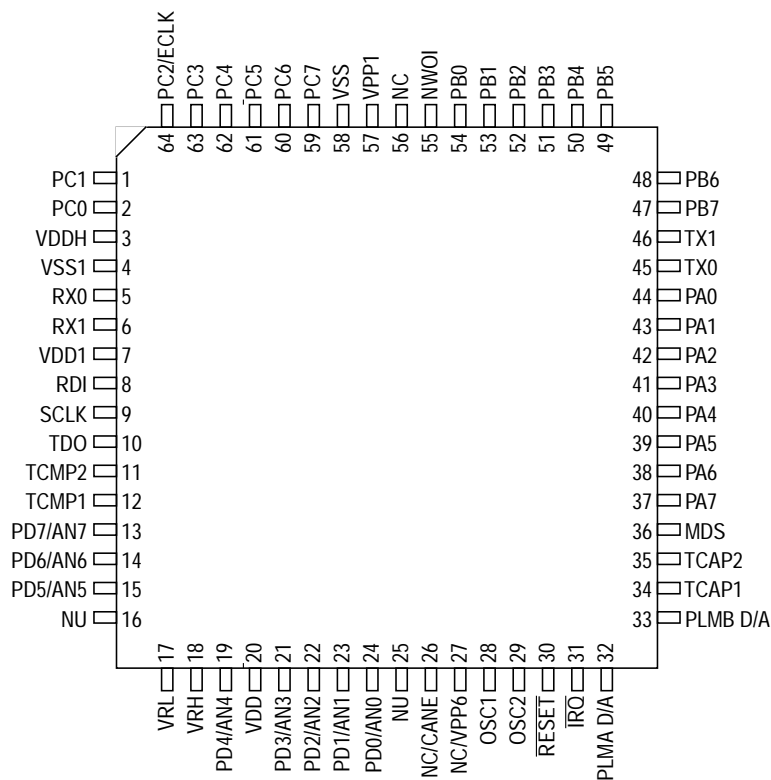 PC2/ECLK
PC3
PC4
PC5
PC6
PC7
VSS
VPP1
NC
NWOI
PB0
PB1
PB2
PB3
PB4
PB5
64
63
62
61
60
59
58
57
56
55
54
53
52
51
50
49
PC1 1
PC0 2
VDDH 3
VSS1 4
RX0 5
RX1 6
VDD1 7
RDI 8
SCLK 9
TDO 10
TCMP2 11
TCMP1 12
PD7/AN7 13
PD6/AN6 14
PD5/AN5 15
NU 16
48 PB6
47 PB7
46 TX1
45 TX0
44 PA0
43 PA1
42 PA2
41 PA3
40 PA4
39 PA5
38 PA6
37 PA7
36 MDS
35 TCAP2
34 TCAP1
33 PLMB D/A
17
18
19
20
21
22
23
24
25
26
27
28
29
30
31
32
VRL
VRH
PD4/AN4
VDD
PD3/AN3
PD2/AN2
PD1/AN1
PD0/AN0
NU
NC/CANE
NC/VPP6
OSC1
OSC2
RESET
IRQ
PLMA D/A